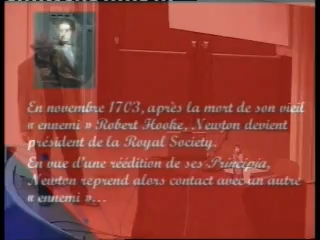 En novembre 1703, après la mort de son vieil
« ennemi » Robert Hooke, Newton devient
président de la Royal Society.
En vue d'une réédition de ses Principia,
Newton reprend alors contact avec un autre
« ennemi »...